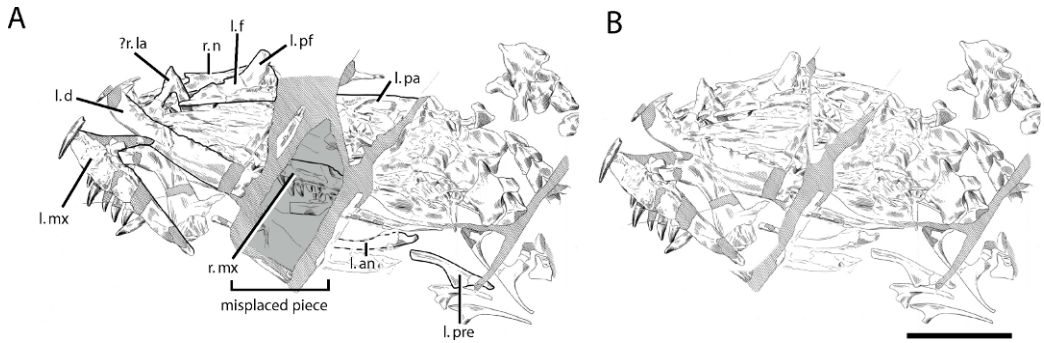 A
B
?r. la
r. n
l. f
l. pf
l. pa
l. d
l. mx
r. mx
l. an
misplaced piece
l. pre